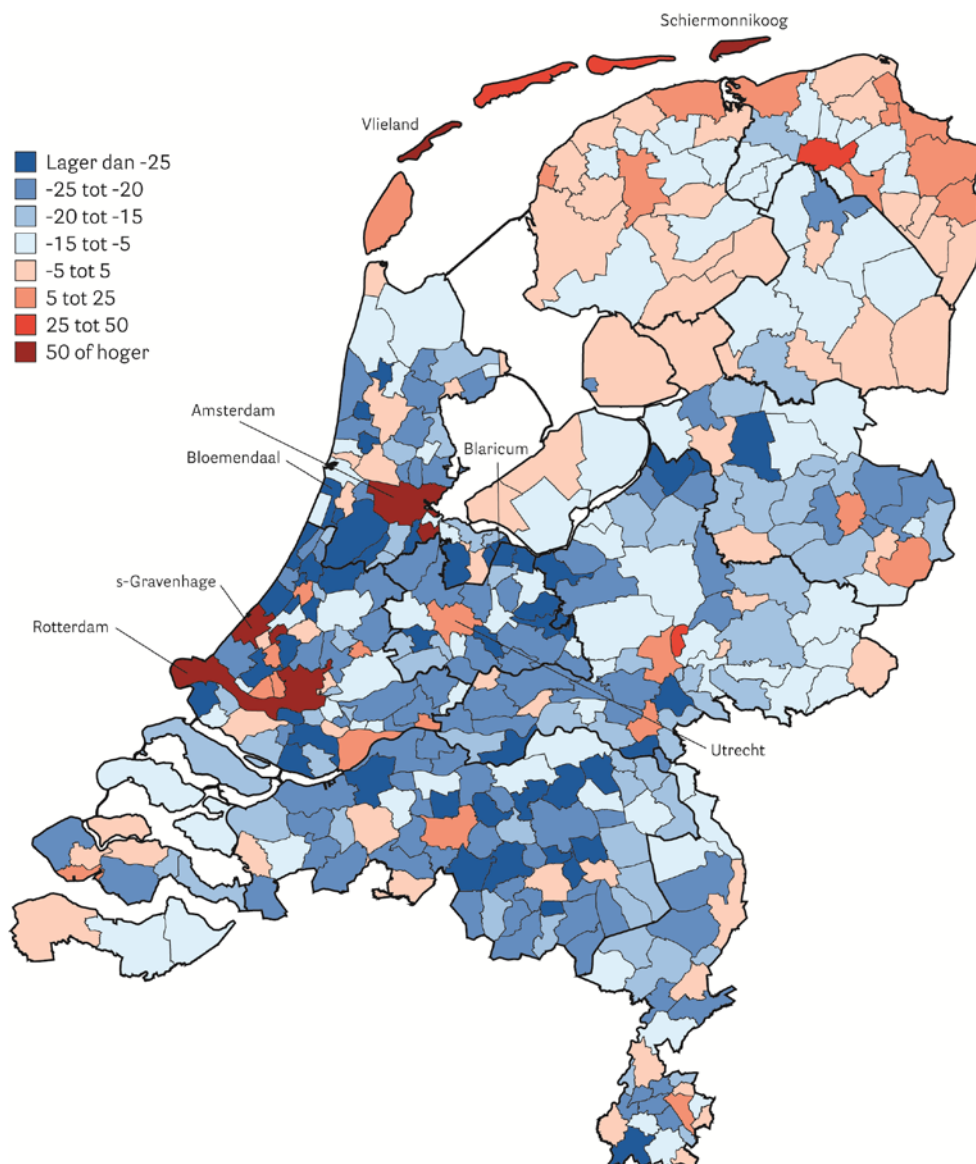 Schiermonnikoog
Vlieland
Lager dan -25
-25 tot -20
-20 tot -15
-15 tot -5
-5 tot 5
5 tot 25
25 tot 50
50 of hoger
Amsterdam
Bloemendaal
Blaricum
s-Gravenhage
Rotterdam
Utrecht